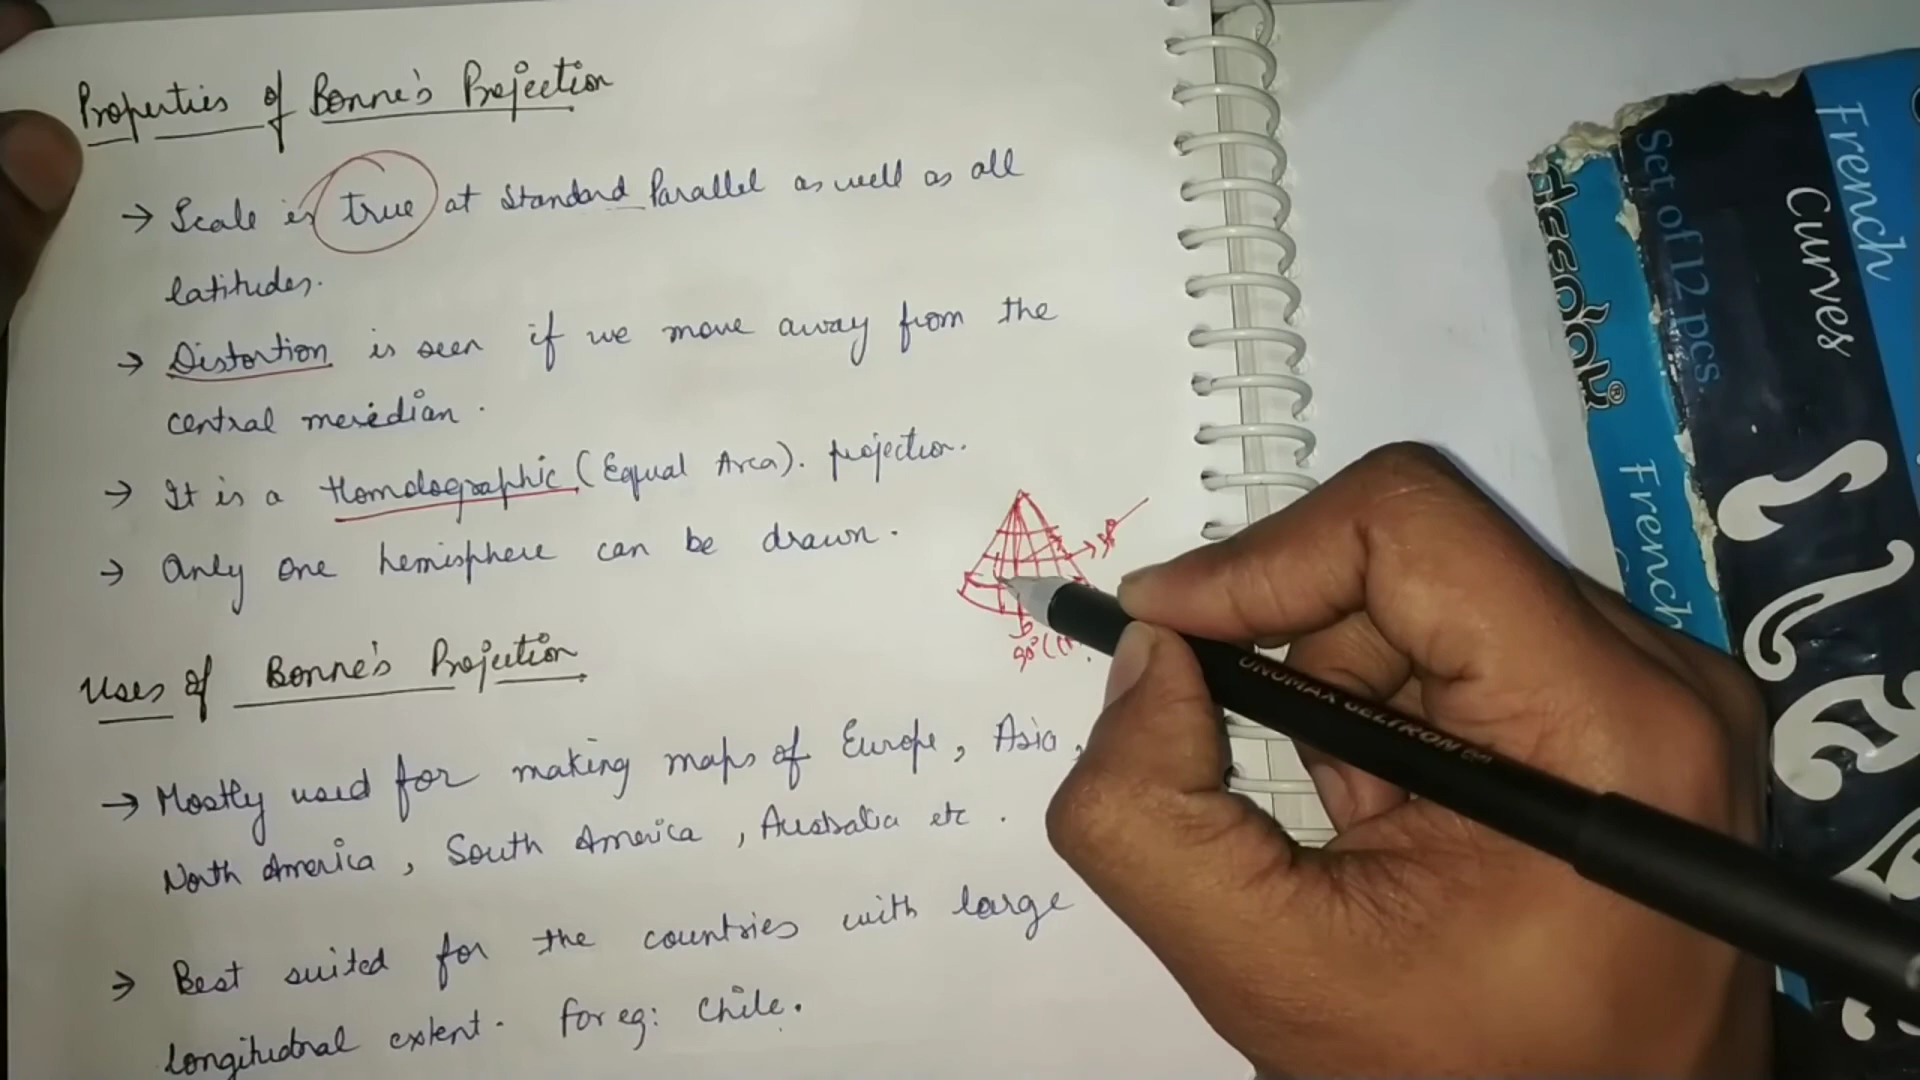 Properties of Bonne's Projection
→ Scale is true at Standard Parallel as well as all
latitudes.
→ Distortion is seen if we move away from the
central meridian.
→ It is a Homolographic (Equal Area). projection.
→ Only one hemisphere can be drawn.
Uses of Bonne's Projection
→ Mostly used for making maps of Europe, Asia,
North America, South America, Australia etc.
→ Best suited for the countries with large
longitudnal extent. For eg: Chile.
French
Curves
Set of 12 pcs.
French